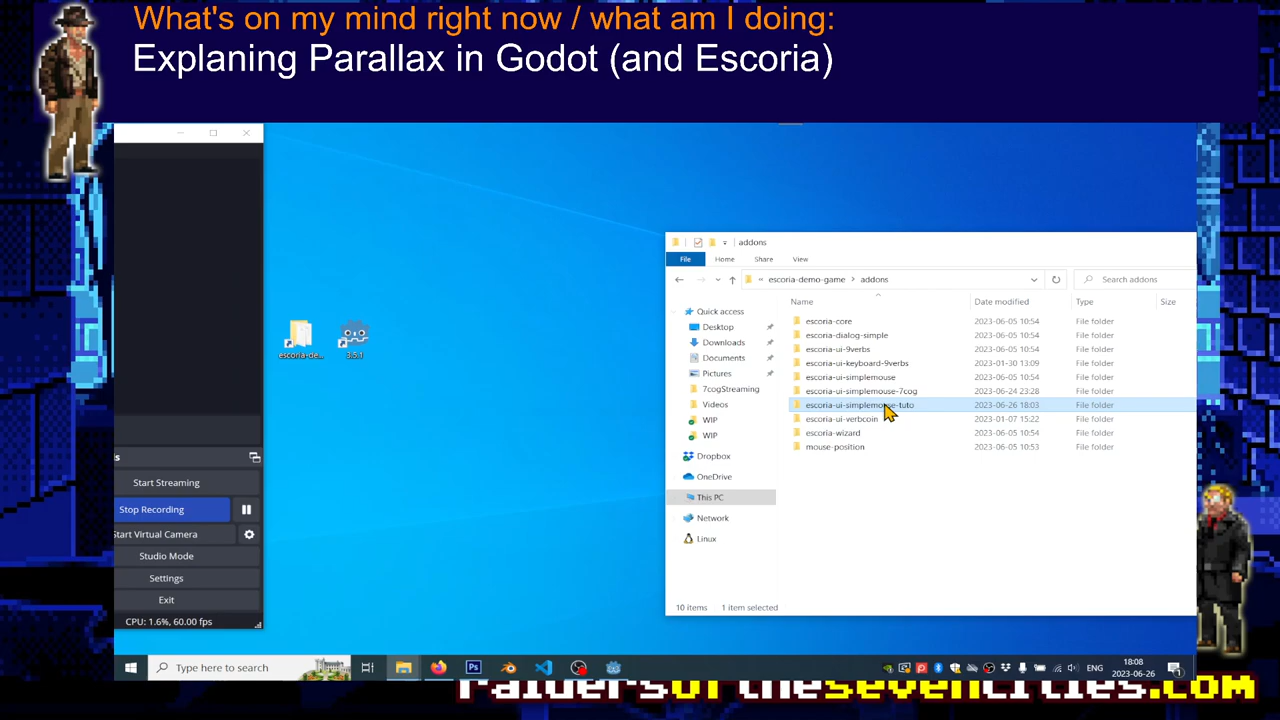 What's on my mind right now / what am I doing:
Explaning Parallax in Godot (and Escoria)
addons
File Home Share View
« escoria-demo-game > addons
Search addons
Name Date modified Type Size
Quick access
Desktop
Downloads
Documents
Pictures
7cogStreaming
Videos
WIP
WIP
Dropbox
OneDrive
This PC
Network
Linux
escoria-core 2023-06-05 10:54 File folder
escoria-dialog-simple 2023-06-05 10:54 File folder
escoria-ui-9verbs 2023-06-05 10:54 File folder
escoria-ui-keyboard-9verbs 2023-01-30 13:09 File folder
escoria-ui-simplemouse 2023-06-05 10:54 File folder
escoria-ui-simplemouse-7cog 2023-06-24 23:28 File folder
escoria-ui-simplemouse-tuto 2023-06-26 18:03 File folder
escoria-ui-verbcoin 2023-01-07 15:22 File folder
escoria-wizard 2023-06-05 10:54 File folder
mouse-position 2023-06-05 10:53 File folder
10 items 1 item selected
escoria-de...
3.5.1
s
Start Streaming
Stop Recording
Start Virtual Camera
Studio Mode
Settings
Exit
CPU: 1.6%, 60.00 fps
Type here to search
Ps
ENG
18:08
2023-06-26
raidersofthesevencities.com